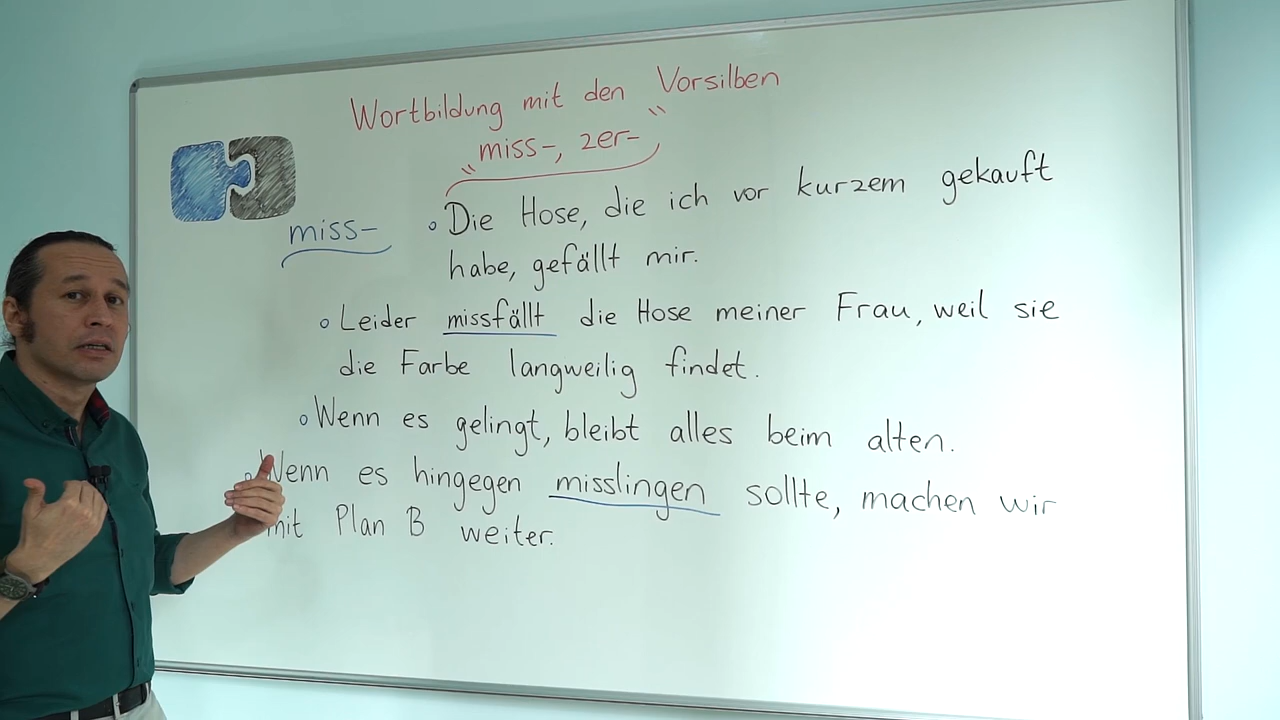 Wortbildung mit den Vorsilben
"miss-, zer-"
miss-
Die Hose, die ich vor kurzem gekauft
habe, gefällt mir.
Leider missfällt die Hose meiner Frau, weil sie
die Farbe langweilig findet.
Wenn es gelingt, bleibt alles beim alten.
Wenn es hingegen misslingen sollte, machen wir
mit Plan B weiter.